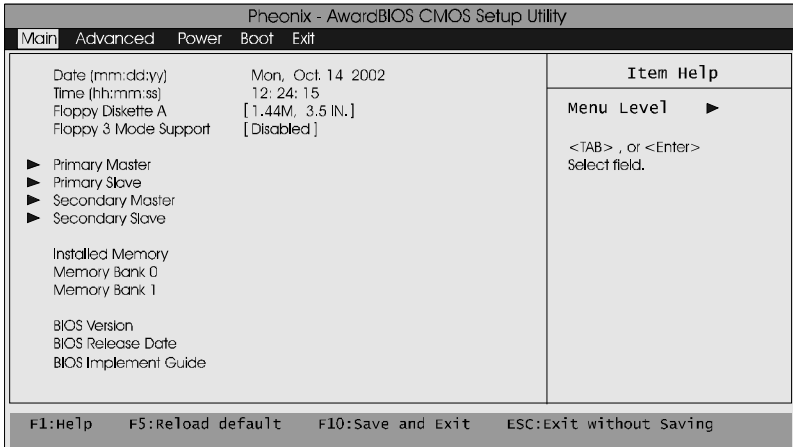 Pheonix - AwardBIOS CMOS Setup Utility
Main Advanced Power Boot Exit
Date (mm:dd:yy) Mon, Oct. 14 2002
Time (hh:mm:ss) 12: 24: 15
Floppy Diskette A [ 1.44M, 3.5 IN. ]
Floppy 3 Mode Support [ Disabled ]
Primary Master
Primary Slave
Secondary Master
Secondary Slave
Installed Memory
Memory Bank 0
Memory Bank 1
BIOS Version
BIOS Release Date
BIOS Implement Guide
Item Help
Menu Level
<TAB> , or <Enter>
Select field.
F1:Help F5:Reload default F10:Save and Exit ESC:Exit without Saving